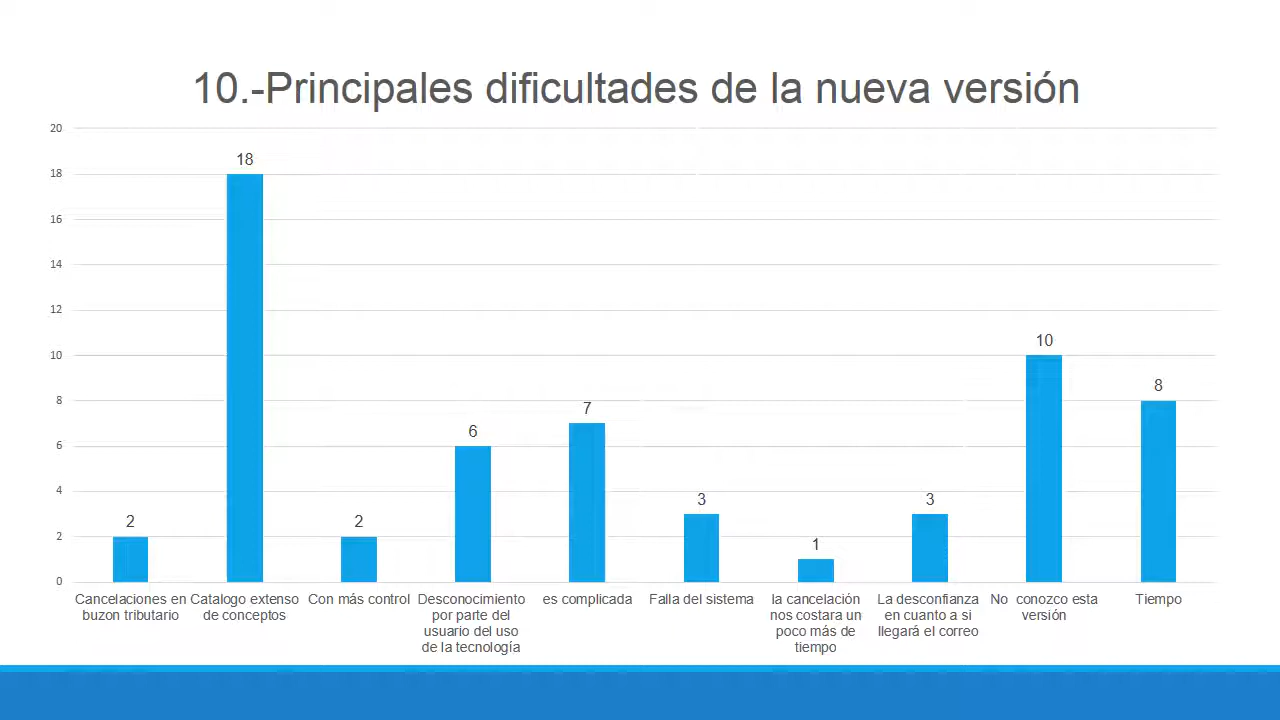 10.-Principales dificultades de la nueva versión
20
18
16
14
12
10
8
6
4
2
0
2
18
2
6
7
3
1
3
10
8
Cancelaciones en
buzon tributario
Catalogo extenso
de conceptos
Con más control
Desconocimiento
por parte del
usuario del uso
de la tecnología
es complicada
Falla del sistema
la cancelación
nos costara un
poco más de
tiempo
La desconfianza
en cuanto a si
llegará el correo
No conozco esta
versión
Tiempo